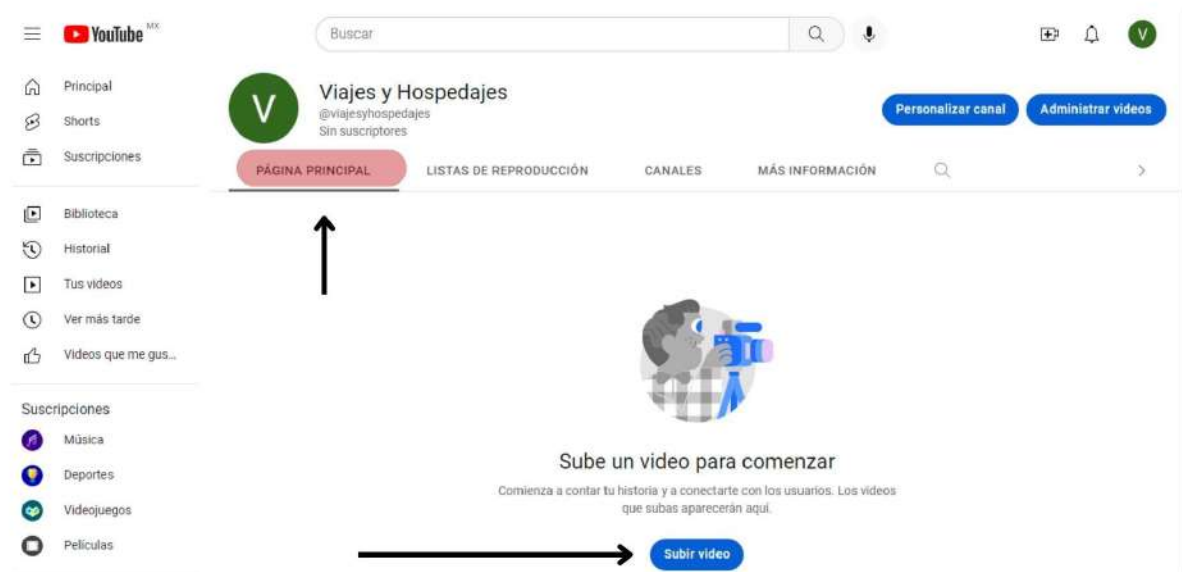 YouTube MX
Buscar
V
Principal
Shorts
Suscripciones
Biblioteca
Historial
Tus videos
Ver más tarde
Videos que me gus...
Suscripciones
Música
Deportes
Videojuegos
Películas
V
Viajes y Hospedajes
@viajesyhospedajes
Sin suscriptores
Personalizar canal
Administrar videos
PÁGINA PRINCIPAL
LISTAS DE REPRODUCCIÓN
CANALES
MÁS INFORMACIÓN
Sube un video para comenzar
Comienza a contar tu historia y a conectarte con los usuarios. Los videos
que subas aparecerán aquí.
Subir video